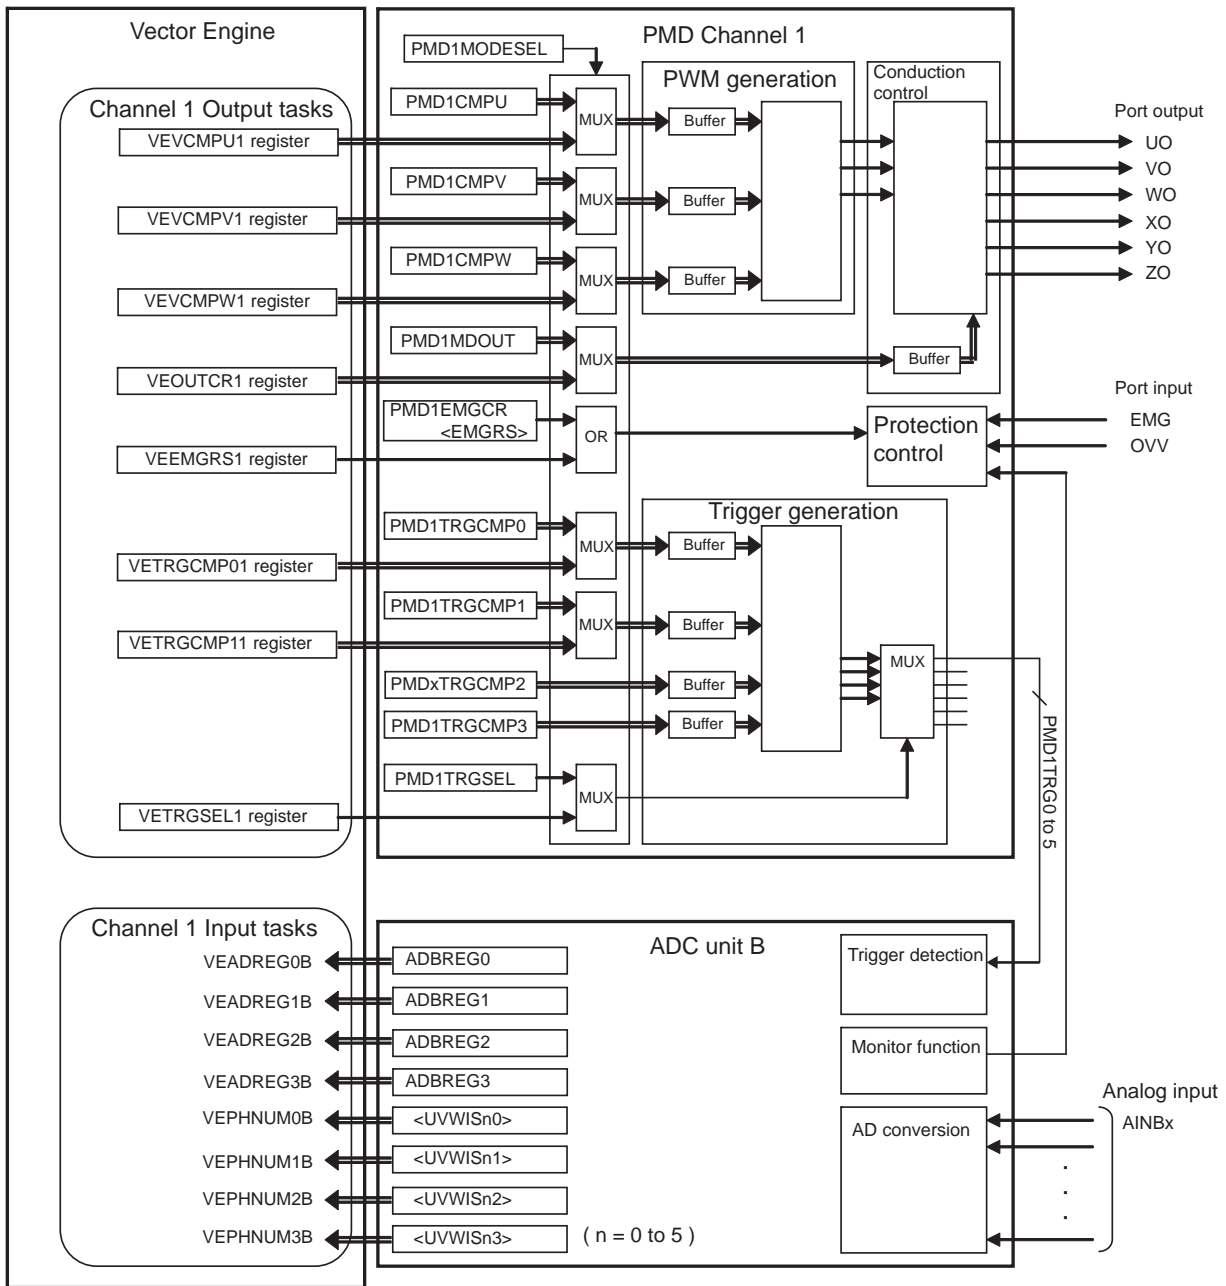 Vector Engine
PMD Channel 1
PMD1MODESEL
PWM generation
Conduction
control
Channel 1 Output tasks
PMD1CMPU
MUX
Buffer
Port output
VEVCMPU1 register
UO
VO
WO
XO
YO
ZO
PMD1CMPV
MUX
Buffer
VEVCMPV1 register
PMD1CMPW
MUX
Buffer
VEVCMPW1 register
PMD1MDOUT
MUX
Buffer
VEOUTCR1 register
Port input
PMD1EMGCR
<EMGRS>
OR
Protection
control
EMG
OVV
VEEMGRS1 register
Trigger generation
PMD1TRGCMP0
MUX
Buffer
VETRGCMP01 register
PMD1TRGCMP1
MUX
Buffer
VETRGCMP11 register
MUX
PMDxTRGCMP2
Buffer
PMD1TRGCMP3
Buffer
PMD1TRG0 to 5
PMD1TRGSEL
MUX
VETRGSEL1 register
Channel 1 Input tasks
ADC unit B
VEADREG0B
ADBREG0
Trigger detection
VEADREG1B
ADBREG1
VEADREG2B
ADBREG2
Monitor function
VEADREG3B
ADBREG3
Analog input
VEPHNUM0B
<UVWISn0>
AD conversion
AINBx
VEPHNUM1B
<UVWISn1>
VEPHNUM2B
<UVWISn2>
VEPHNUM3B
<UVWISn3>
( n = 0 to 5 )
.
.
.